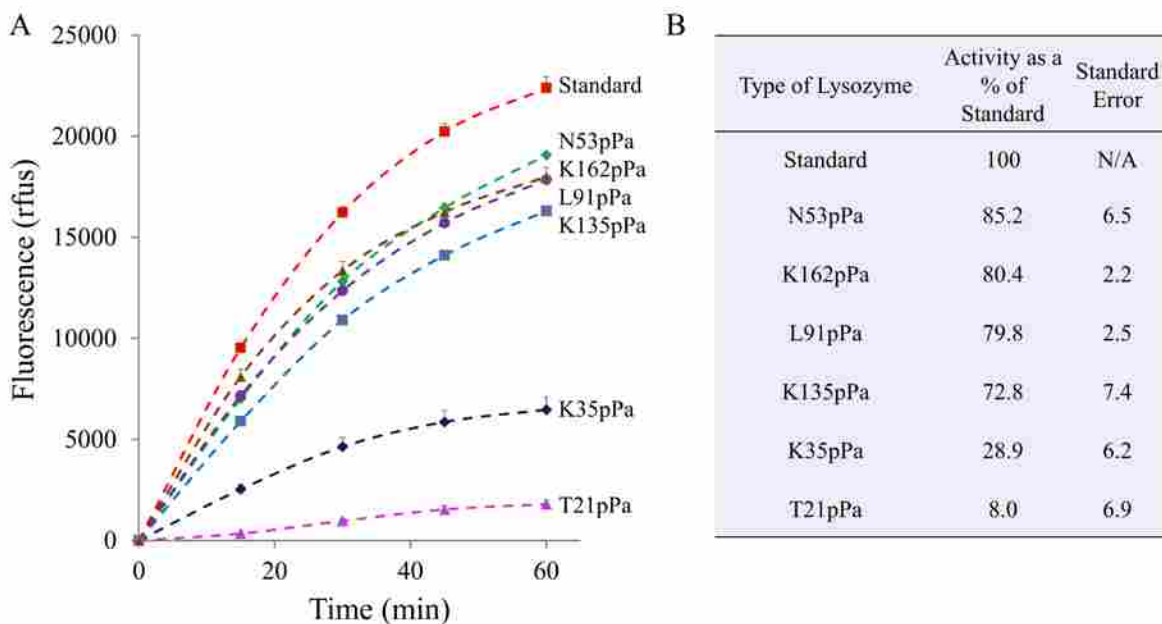 A
25000
20000
15000
10000
5000
0
Fluorescence (rfus)
0
20
40
60
Time (min)
Standard
N53pPa
K162pPa
L91pPa
K135pPa
K35pPa
T21pPa
B
Type of Lysozyme
Activity as a
% of
Standard
Standard
Error
Standard 100 N/A
N53pPa 85.2 6.5
K162pPa 80.4 2.2
L91pPa 79.8 2.5
K135pPa 72.8 7.4
K35pPa 28.9 6.2
T21pPa 8.0 6.9